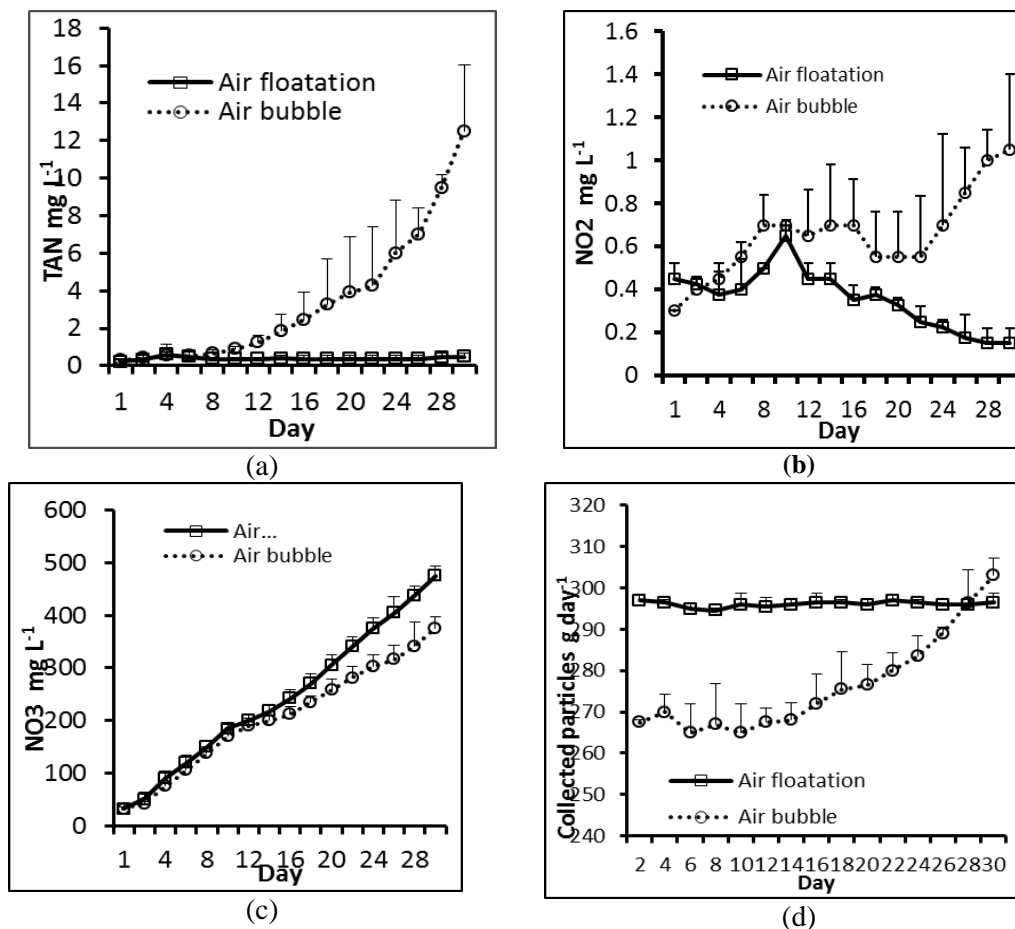 (a)
18
16
14
12
10
8
6
4
2
0
TAN mg L-1
Air floatation
Air bubble
1 4 8 12 16 20 24 28
Day
(b)
1.6
1.4
1.2
1
0.8
0.6
0.4
0.2
0
NO2 mg L-1
Air floatation
Air bubble
1 4 8 12 16 20 24 28
Day
(a)
(b)
600
500
400
300
200
100
0
NO3 mg L-1
Air...
Air bubble
1 4 8 12 16 20 24 28
Day
(c)
320
310
300
290
280
270
260
250
240
Collected particles g day-1
Air floatation
Air bubble
2 4 6 8 10 12 14 16 18 20 22 24 26 28 30
Day
(d)